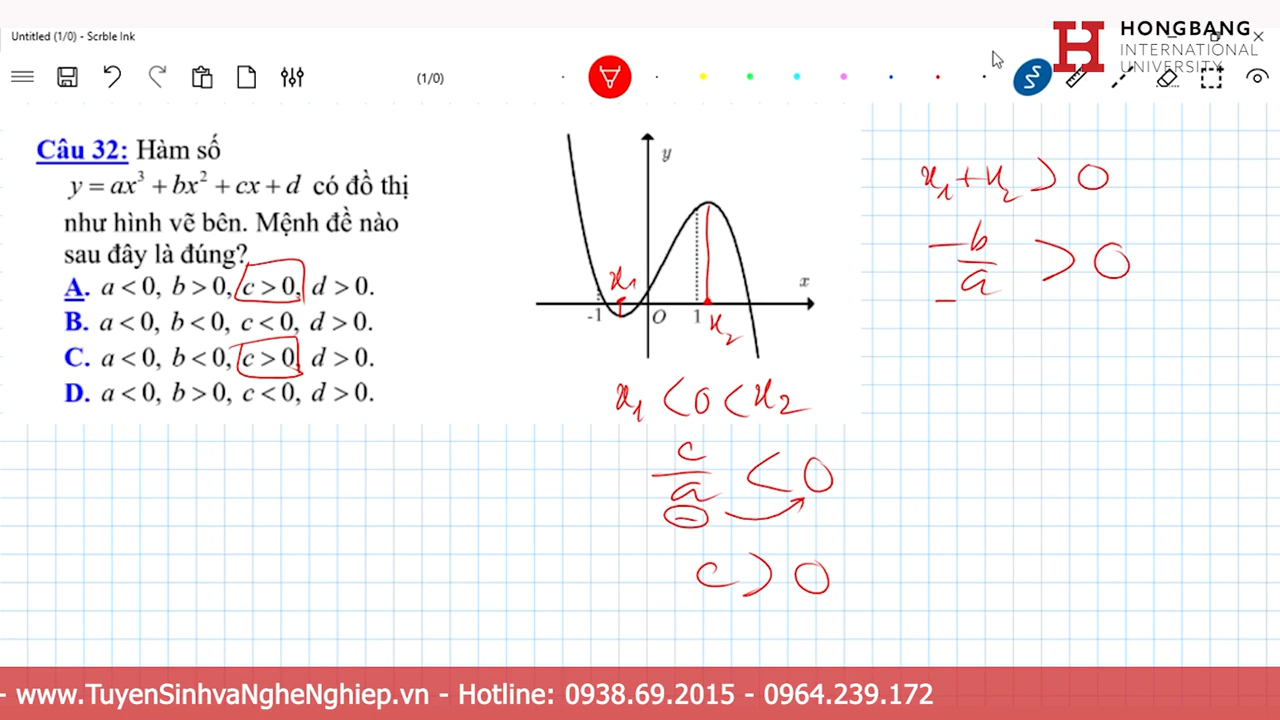 Untitled (1/0) - Scrble Ink
HONGBANG
INTERNATIONAL
UNIVERSITY
(1/0)
Câu 32: Hàm số
y = ax³ + bx² + cx + d có đồ thị
như hình vẽ bên. Mệnh đề nào
sau đây là đúng?
A. a < 0, b > 0, c > 0, d > 0.
B. a < 0, b < 0, c < 0, d > 0.
C. a < 0, b < 0, c > 0, d > 0.
D. a < 0, b > 0, c < 0, d > 0.
y
x
x₁
-1
O
1
x₂
x₁ < 0 < x₂
c/a < 0
-
c > 0
x₁ + x₂ > 0
-b/a > 0
-
- www.TuyenSinhvaNgheNghiep.vn - Hotline: 0938.69.2015 - 0964.239.172